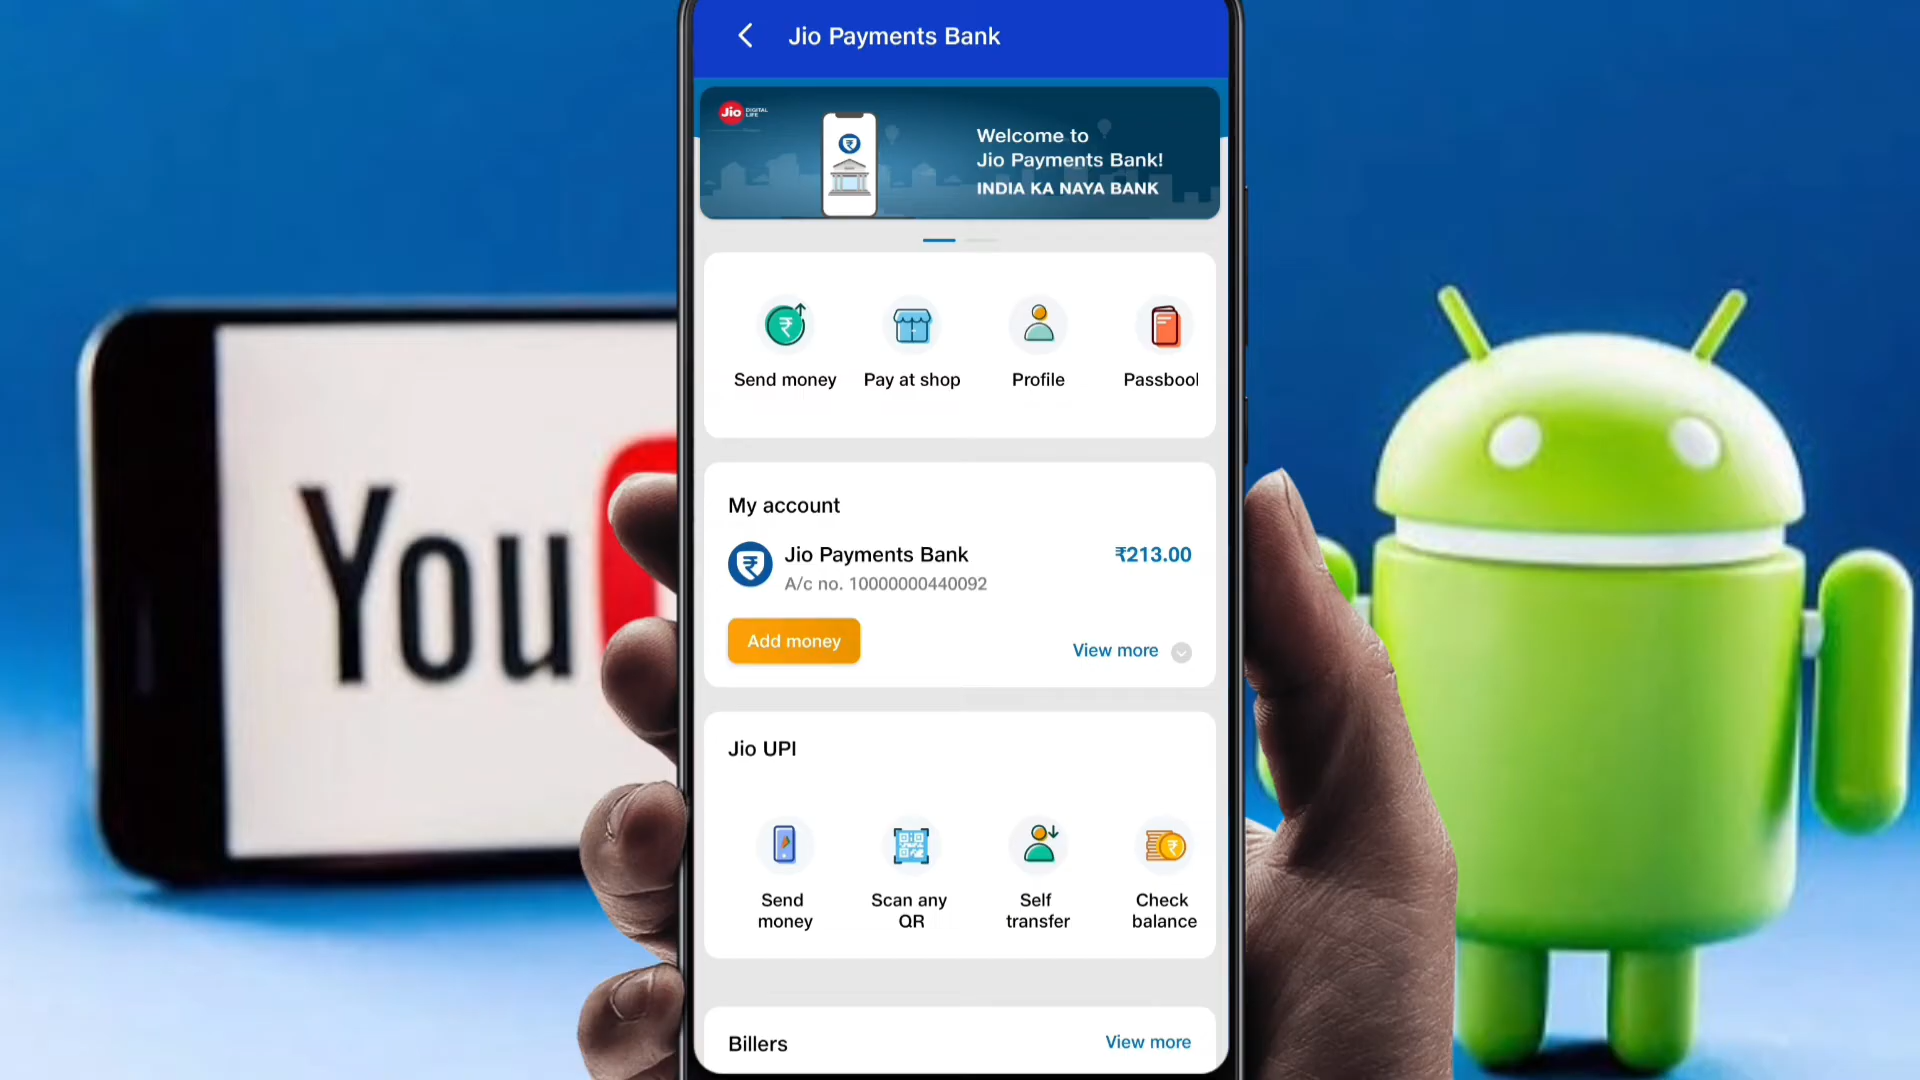 Jio Payments Bank
Jio DIGITAL
LIFE
Welcome to
Jio Payments Bank!
INDIA KA NAYA BANK
Send money
Pay at shop
Profile
Passbool
My account
Jio Payments Bank
₹213.00
A/c no. 10000000440092
Add money
View more
Jio UPI
Send
money
Scan any
QR
Self
transfer
Check
balance
Billers
View more
You